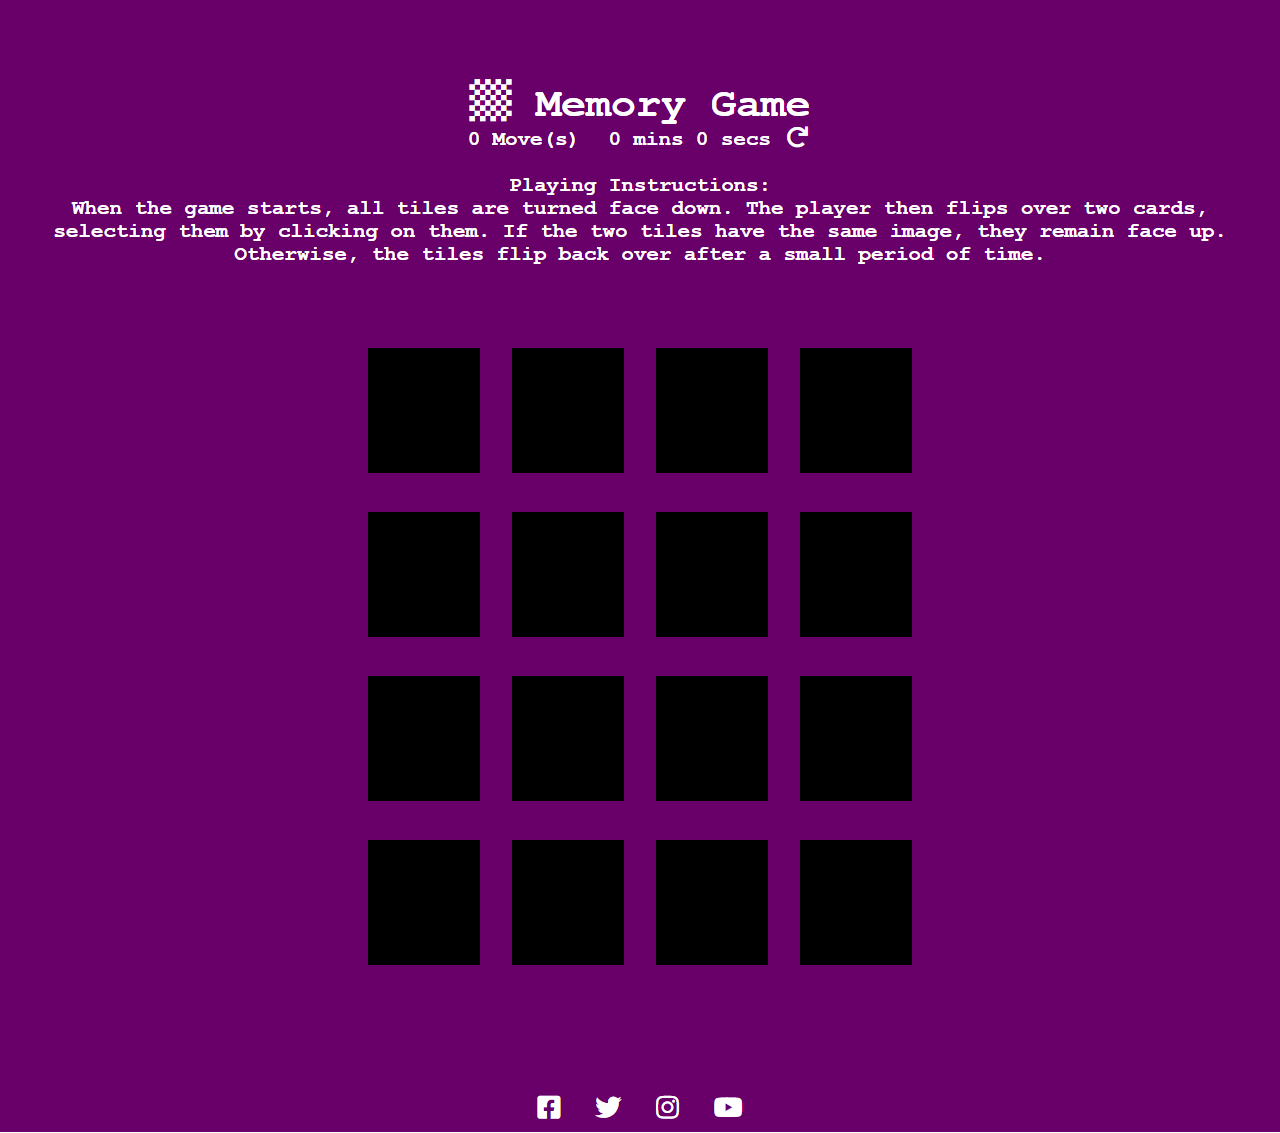 Memory Game
0 Move(s) 0 mins 0 secs
Playing Instructions:
When the game starts, all tiles are turned face down. The player then flips over two cards,
selecting them by clicking on them. If the two tiles have the same image, they remain face up.
Otherwise, the tiles flip back over after a small period of time.